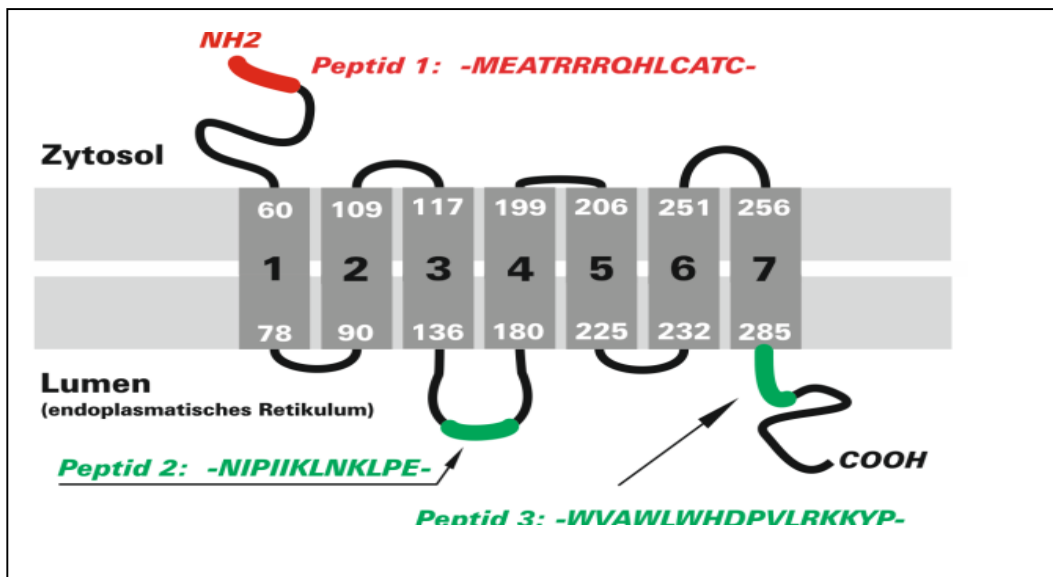 NH2
Peptid 1: -MEATRRRQHLCATC-
Zytosol
60 109 117 199 206 251 256
1 2 3 4 5 6 7
78 90 136 180 225 232 285
Lumen
(endoplasmatisches Retikulum)
Peptid 2: -NIPIIKLNKLPE-
COOH
Peptid 3: -WVAWLWHDPVLRKKYP-